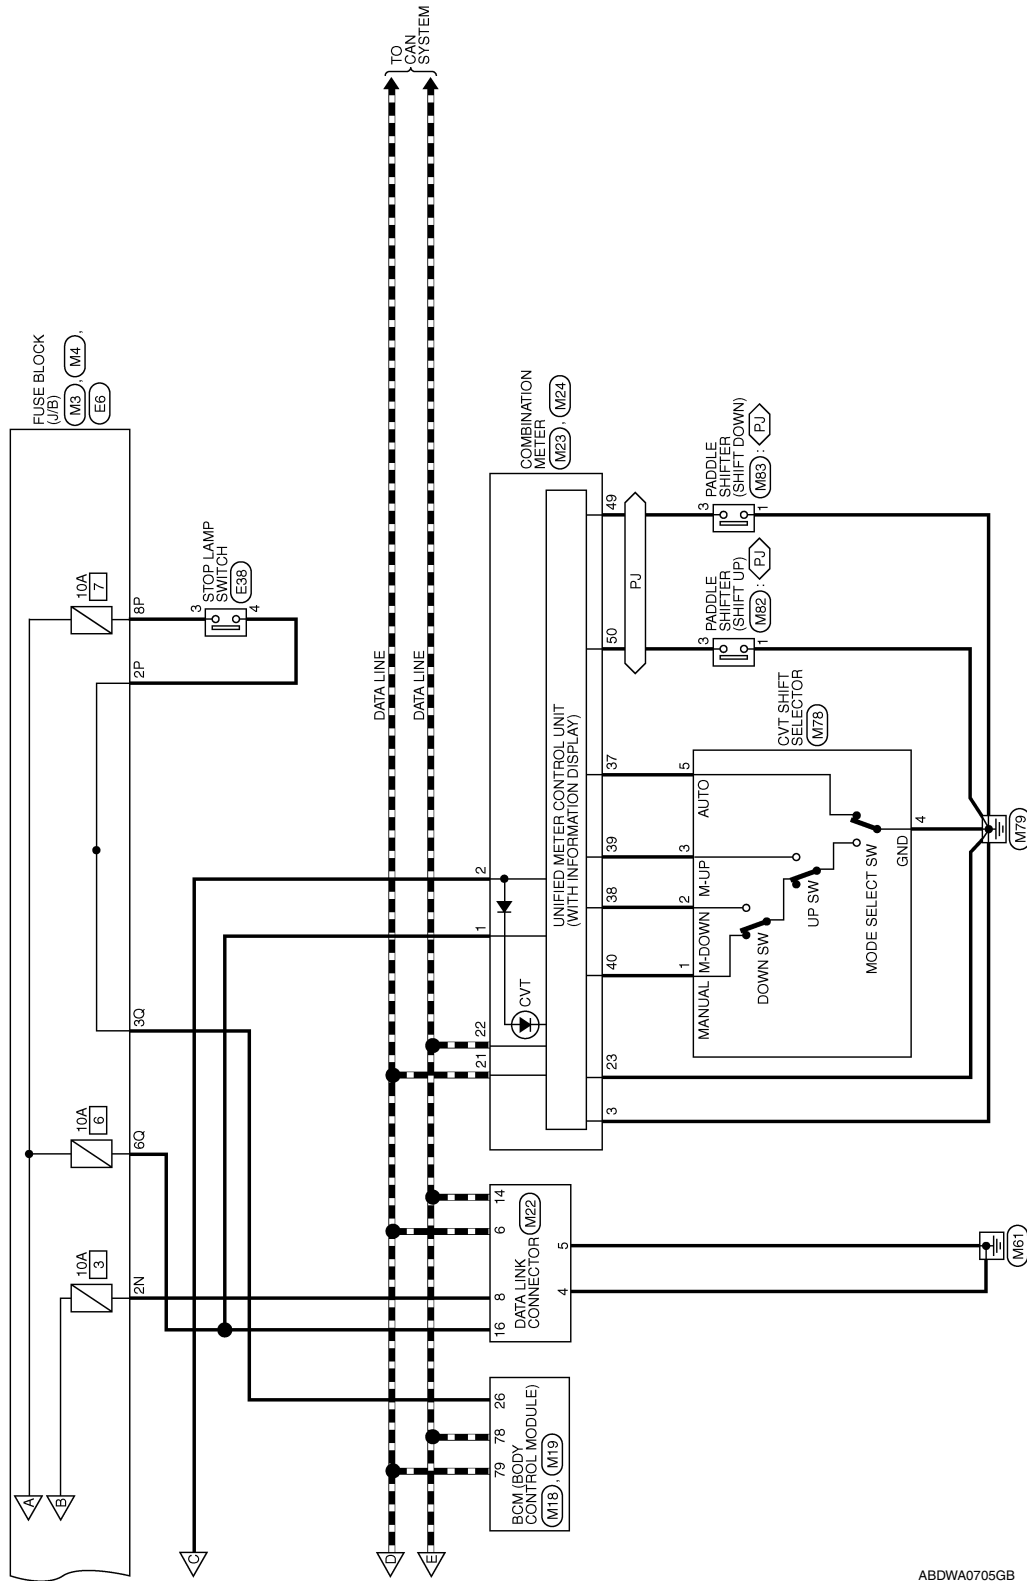 TO
CAN
SYSTEM
FUSE BLOCK
(J/B)
M3 , M4 ,
E6
10A
7
8P
2P
3
STOP LAMP
SWITCH
E38
4
3Q
10A
6
6Q
10A
3
2N
A
B
C
D
E
DATA LINE
DATA LINE
COMBINATION
METER
M23 , M24
UNIFIED METER CONTROL UNIT
(WITH INFORMATION DISPLAY)
2
1
22
21
CVT
49
50
37
39
38
40
23
3
PJ
3
PADDLE
SHIFTER
(SHIFT DOWN)
M83 : PJ
1
3
PADDLE
SHIFTER
(SHIFT UP)
M82 : PJ
1
CVT SHIFT
SELECTOR
M78
5
AUTO
3
M-UP
2
M-DOWN
1
MANUAL
DOWN SW
UP SW
MODE SELECT SW
GND
4
M79
14
6
8
16
DATA LINK
CONNECTOR
M22
5
4
M61
26
78
79
BCM (BODY
CONTROL MODULE)
M18 , M19
ABDWA0705GB